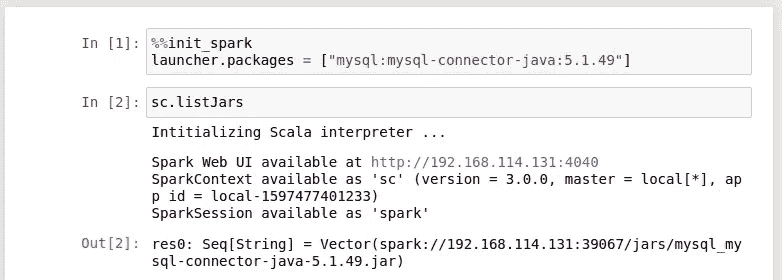 In [1]: %%init_spark
launcher.packages = ["mysql:mysql-connector-java:5.1.49"]
In [2]: sc.listJars
Intitializing Scala interpreter ...
Spark Web UI available at http://192.168.114.131:4040
SparkContext available as 'sc' (version = 3.0.0, master = local[*], ap
p id = local-1597477401233)
SparkSession available as 'spark'
Out[2]: res0: Seq[String] = Vector(spark://192.168.114.131:39067/jars/mysql_my
sql-connector-java-5.1.49.jar)